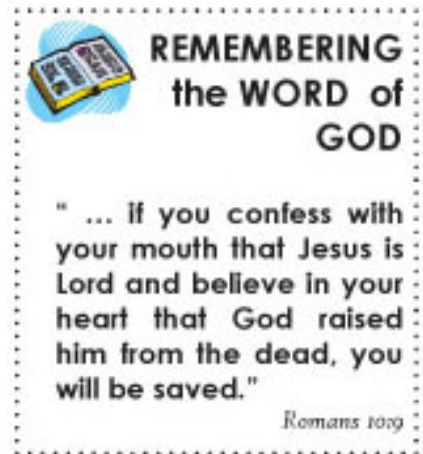 REMEMBERING
the WORD of
GOD
" ... if you confess with
your mouth that Jesus is
Lord and believe in your
heart that God raised
him from the dead, you
will be saved."
Romans 10:9